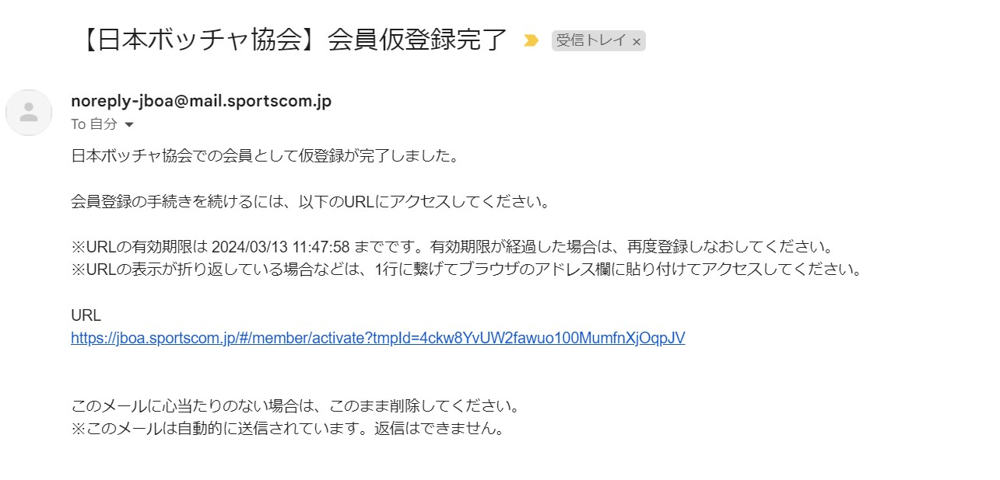 【日本ボッチャ協会】会員仮登録完了
受信トレイ ×
noreply-jboa@mail.sportscom.jp
To 自分
日本ボッチャ協会での会員として仮登録が完了しました。
会員登録の手続きを続けるには、以下のURLにアクセスしてください。
※URLの有効期限は 2024/03/13 11:47:58 までです。有効期限が経過した場合は、再度登録しなおしてください。
※URLの表示が折り返している場合などは、1行に繋げてブラウザのアドレス欄に貼り付けてアクセスしてください。
URL
https://jboa.sportscom.jp/#/member/activate?tmpId=4ckw8YvUW2fawuo100MumfnXjOqpJV
このメールに心当たりのない場合は、このまま削除してください。
※このメールは自動的に送信されています。返信はできません。